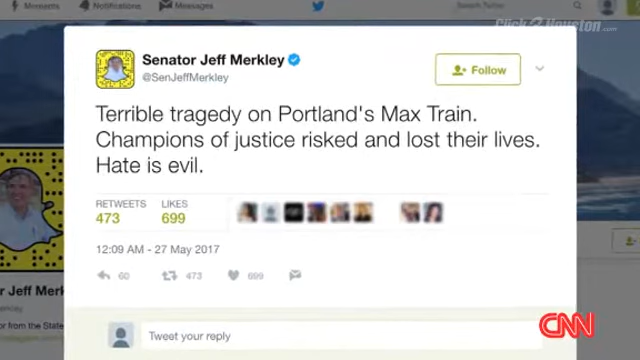 Moments
Notifications
Messages
Search Twitter
Click2Houston.com
Senator Jeff Merkley
@SenJeffMerkley
Follow
Terrible tragedy on Portland's Max Train.
Champions of justice risked and lost their lives.
Hate is evil.
RETWEETS LIKES
473 699
12:09 AM - 27 May 2017
60 473 699
r Jeff Merk
or from the State
Tweet your reply
CNN